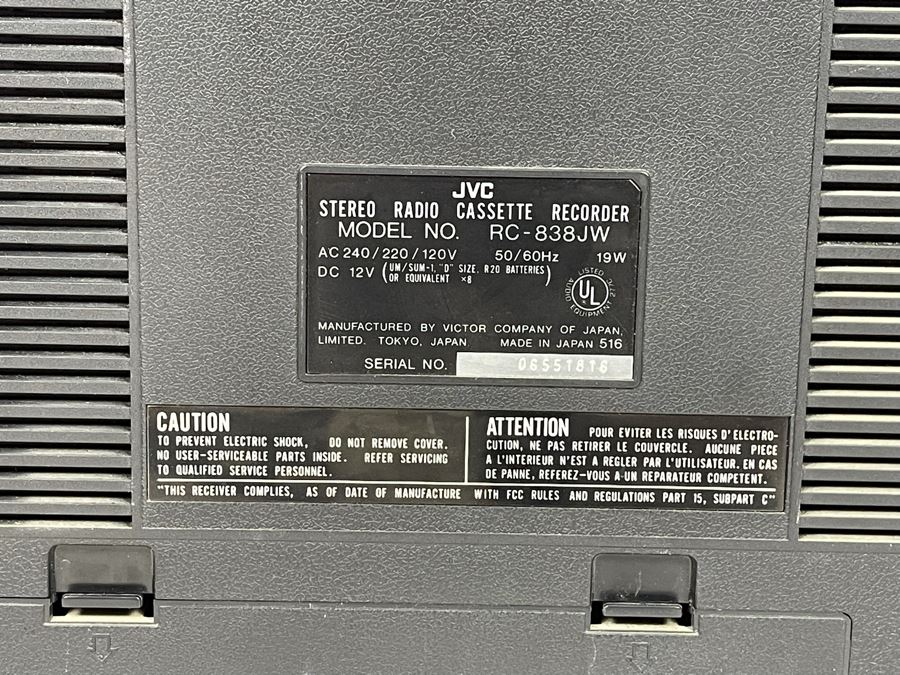 JVC
STEREO RADIO CASSETTE RECORDER
MODEL NO. RC-838JW
AC 240/220/120V 50/60Hz 19W
DC 12V (UM/SUM-1, "D" SIZE, R20 BATTERIES
OR EQUIVALENT ×8)
LISTED 27C
UL
AUDIO EQUIPMENT
MANUFACTURED BY VICTOR COMPANY OF JAPAN,
LIMITED. TOKYO, JAPAN MADE IN JAPAN 516
SERIAL NO. 06551816
CAUTION
TO PREVENT ELECTRIC SHOCK, DO NOT REMOVE COVER.
NO USER-SERVICEABLE PARTS INSIDE. REFER SERVICING
TO QUALIFIED SERVICE PERSONNEL.
ATTENTION POUR EVITER LES RISQUES D'ELECTRO-
CUTION, NE PAS RETIRER LE COUVERCLE. AUCUNE PIECE
A L'INTERIEUR N'EST A REGLER PAR L'UTILISATEUR. EN CAS
DE PANNE, REFEREZ-VOUS A-UN REPARATEUR COMPETENT.
"THIS RECEIVER COMPLIES, AS OF DATE OF MANUFACTURE WITH FCC RULES AND REGULATIONS PART 15, SUBPART C"